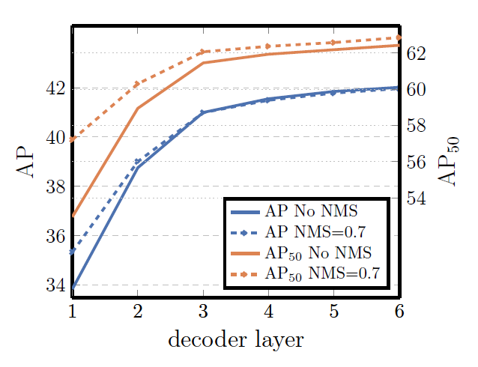 42
40
38
36
34
AP
62
60
58
56
54
AP50
AP No NMS
AP NMS=0.7
AP50 No NMS
AP50 NMS=0.7
1 2 3 4 5 6
decoder layer